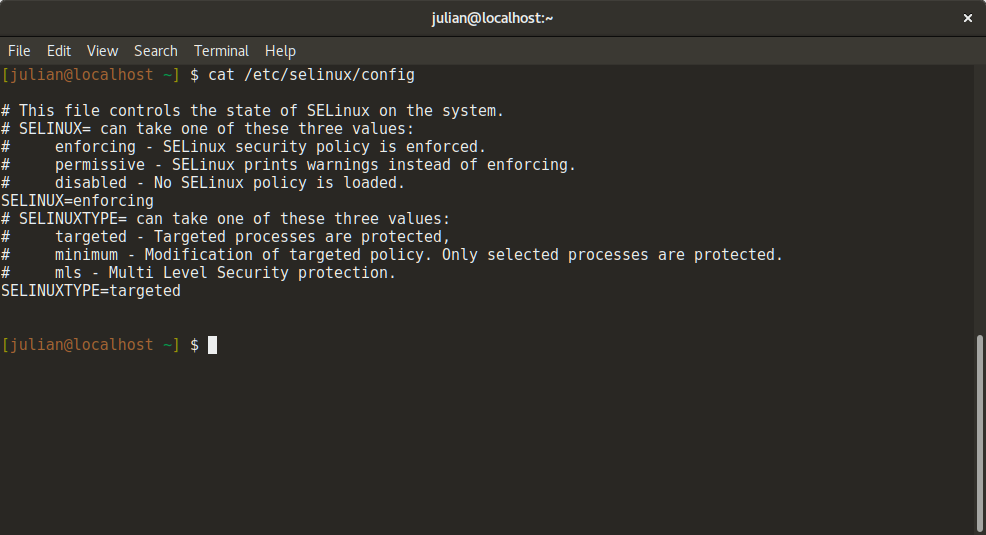 julian@localhost:~
×
File Edit View Search Terminal Help
[julian@localhost ~] $ cat /etc/selinux/config
# This file controls the state of SELinux on the system.
# SELINUX= can take one of these three values:
#     enforcing - SELinux security policy is enforced.
#     permissive - SELinux prints warnings instead of enforcing.
#     disabled - No SELinux policy is loaded.
SELINUX=enforcing
# SELINUXTYPE= can take one of these three values:
#     targeted - Targeted processes are protected,
#     minimum - Modification of targeted policy. Only selected processes are protected.
#     mls - Multi Level Security protection.
SELINUXTYPE=targeted
[julian@localhost ~] $